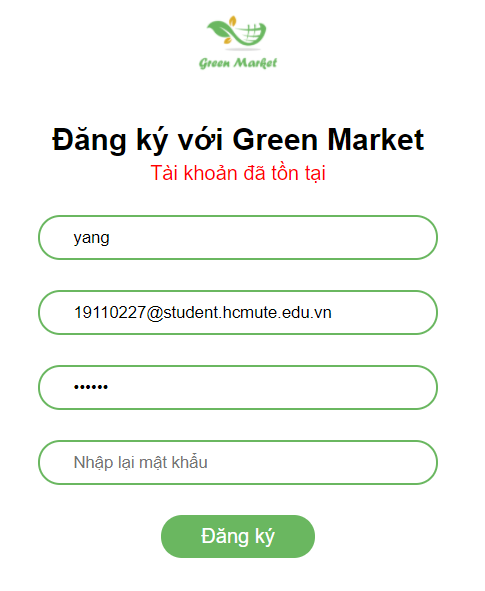 Green Market
Đăng ký với Green Market
Tài khoản đã tồn tại
yang
19110227@student.hcmute.edu.vn
••••••
Nhập lại mật khẩu
Đăng ký